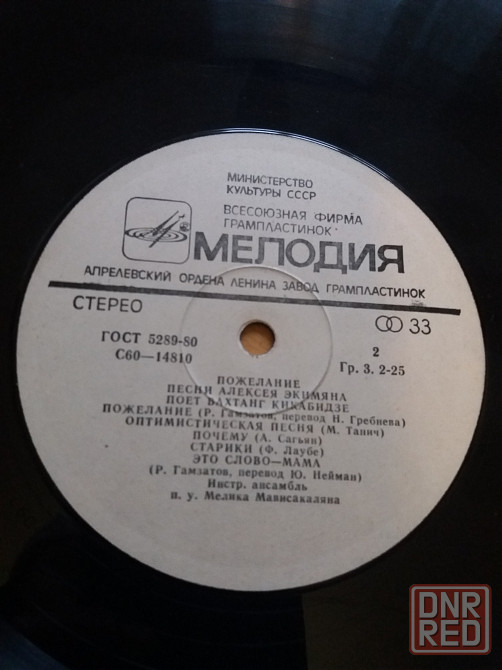 МИНИСТЕРСТВО
КУЛЬТУРЫ СССР
ВСЕСОЮЗНАЯ ФИРМА
ГРАМПЛАСТИНОК
МЕЛОДИЯ
АПРЕЛЕВСКИЙ ОРДЕНА ЛЕНИНА ЗАВОД ГРАМПЛАСТИНОК
СТЕРЕО
33
ГОСТ 5289-80
С60—14810
2
Гр. 3. 2-25
ПОЖЕЛАНИЕ
ПЕСНИ АЛЕКСЕЯ ЭКИМЯНА
ПОЕТ ВАХТАНГ КИКАБИДЗЕ
ПОЖЕЛАНИЕ (Р. Гамзатов, перевод Н. Гребнева)
ОПТИМИСТИЧЕСКАЯ ПЕСНЯ (М. Танич)
ПОЧЕМУ (А. Сагьян)
СТАРИКИ (Ф. Лаубе)
ЭТО СЛОВО—МАМА
(Р. Гамзатов, перевод Ю. Нейман)
Инстр. ансамбль
п. у. Мелика Мависакаляна
DNR
RED